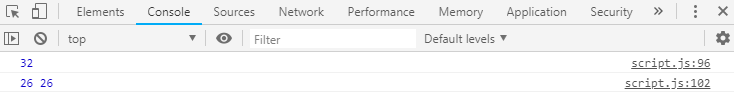 Elements Console Sources Network Performance Memory Application Security »
top Filter Default levels
32 script.js:96
26 26 script.js:102